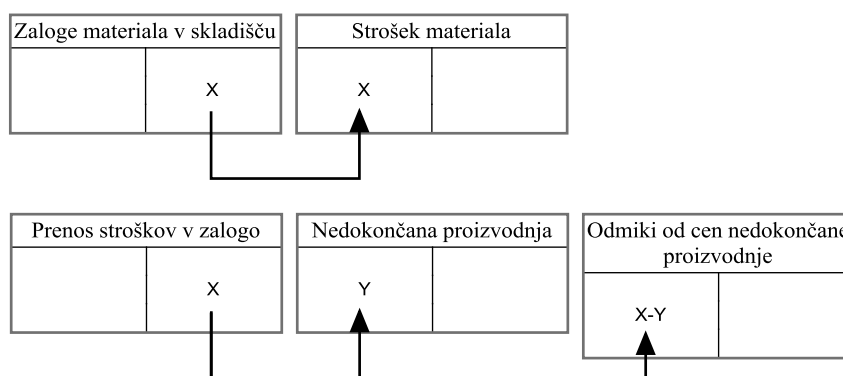 Zaloge materiala v skladišču
Strošek materiala
X
X
Prenos stroškov v zalogo
Nedokončana proizvodnja
Odmiki od cen nedokončane
proizvodnje
X
Y
X-Y